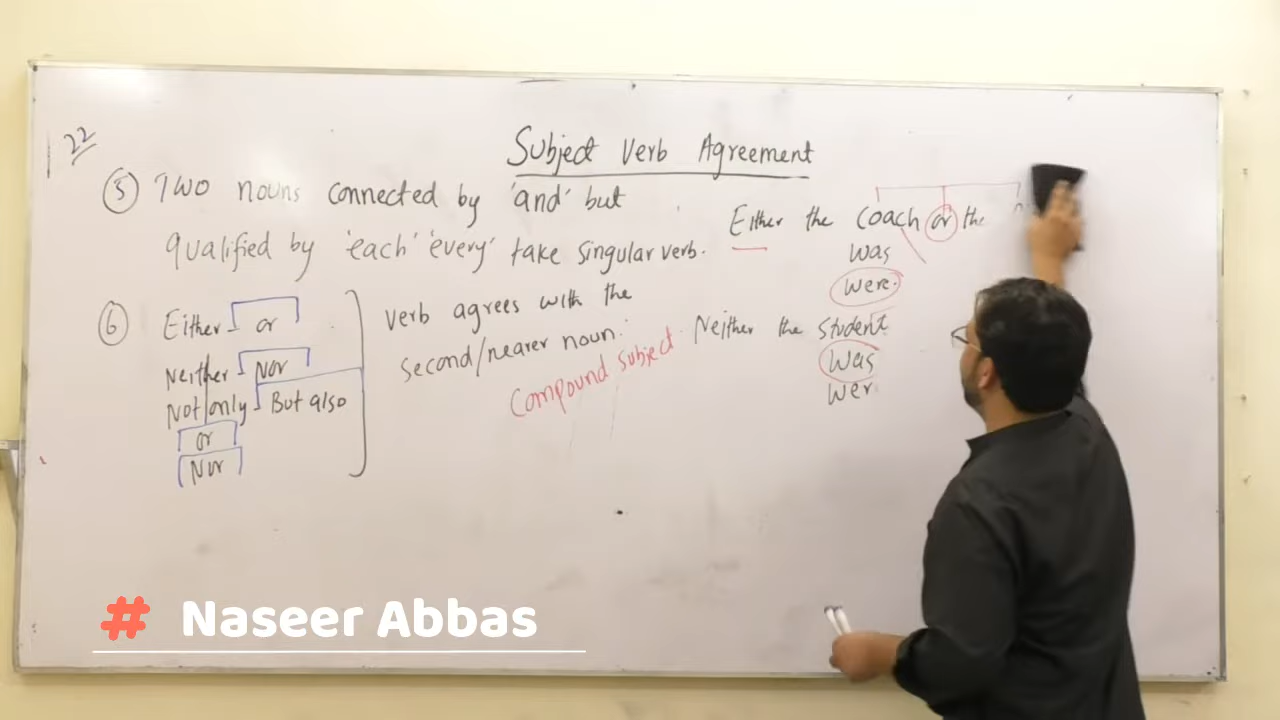 22
Subject Verb Agreement
5 Two nouns connected by 'and' but
qualified by 'each' 'every' take singular verb.
6 Either or
Neither Nor
Not only But also
or
Nor
verb agrees with the
second/nearer noun.
Compound subject
Either the coach or the
was
were.
Neither the student
was
wer
# Naseer Abbas